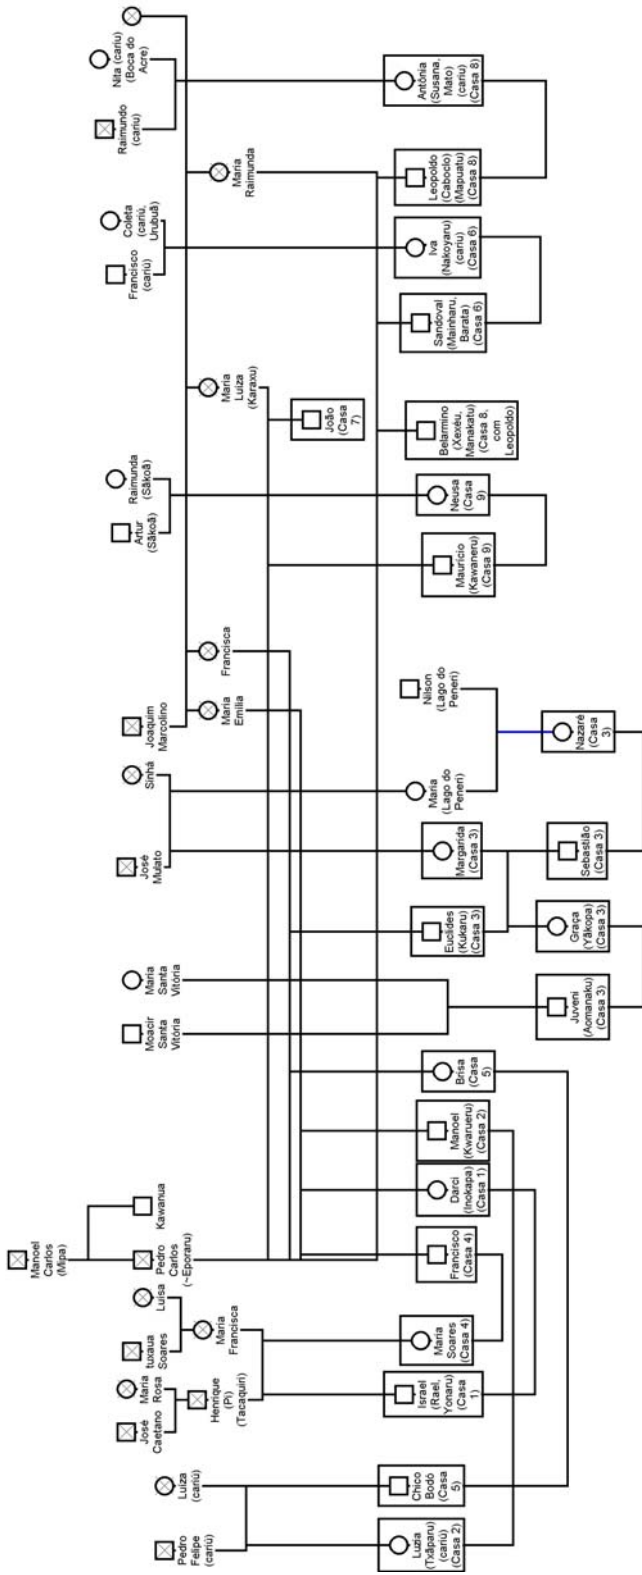 Manoel
Carlos
(Mipa)
Pedro
Felipe
(cariú)
Luíza
(cariú)
José
Caetano
Maria
Rosa
tuxaua
Soares
Luisa
Pedro
Carlos
(~Eporaru)
Kawanua
Moacir
Santa
Vitória
Maria
Santa
Vitória
José
Mulato
Sinhá
Joaquim
Marcolino
Artur
(Sãkoã)
Raimunda
(Sãkoã)
Francisco
(cariú)
Coleta
(cariú,
Urubuã)
Raimundo
(cariu)
Nita (cariu)
(Boca do
Acre)
Henrique
(Pi)
(Tacaquiri)
Maria
Francisca
Maria
Emilia
Francisca
Maria
Luiza
(Karaxu)
Maria
Raimunda
João
(Casa
7)
Luzia
(Txãparu)
(cariú)
(Casa 2)
Chico
Bodó
(Casa
5)
Israel
(Rael,
Yonaru)
(Casa
1)
Maria
Soares
(Casa 4)
Francisco
(Casa 4)
Darci
(Inokapa)
(Casa 1)
Manoel
(Kwarueru)
(Casa 2)
Brisa
(Casa
5)
Euclides
(Kukaru)
(Casa 3)
Margarida
(Casa 3)
Maria
(Lago do
Peneri)
Nilson
(Lago do
Peneri)
Maurício
(Kawaneru)
(Casa 9)
Neusa
(Casa
9)
Belarmino
(Xexéu,
Manakatu)
(Casa 8,
com
Leopoldo)
Sandoval
(Mainharu,
Barata)
(Casa 6)
Iva
(Nakoyaru)
(cariu)
(Casa 6)
Leopoldo
(Caboclo)
(Mapuatu)
(Casa 8)
Antônia
(Susana,
Mato)
(cariu)
(Casa 8)
Juveni
(Aomanaku)
(Casa 3)
Graça
(Yãkopa)
(Casa 3)
Sebastião
(Casa 3)
Nazaré
(Casa
3)